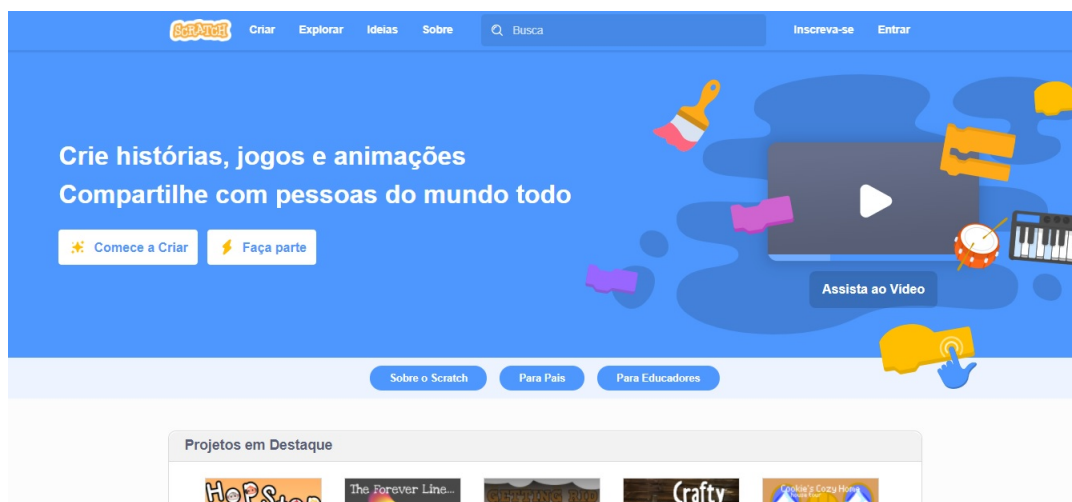 SCRATCH Criar Explorar Ideias Sobre Busca Inscreva-se Entrar
Crie histórias, jogos e animações
Compartilhe com pessoas do mundo todo
Comece a Criar Faça parte
Assista ao Vídeo
Sobre o Scratch Para Pais Para Educadores
Projetos em Destaque
The Forever Line... Crafty Cookie's Cozy Home